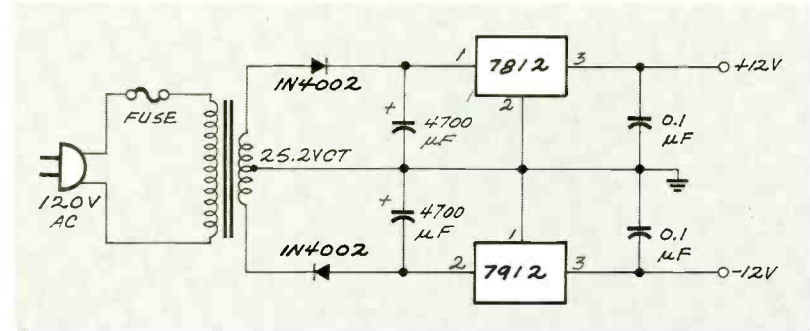 1N4002
1 7812 3
2
+12V
FUSE
+ 4700 μF
0.1 μF
25.2VCT
120V AC
+ 4700 μF
0.1 μF
1N4002
1
2 7912 3
-12V